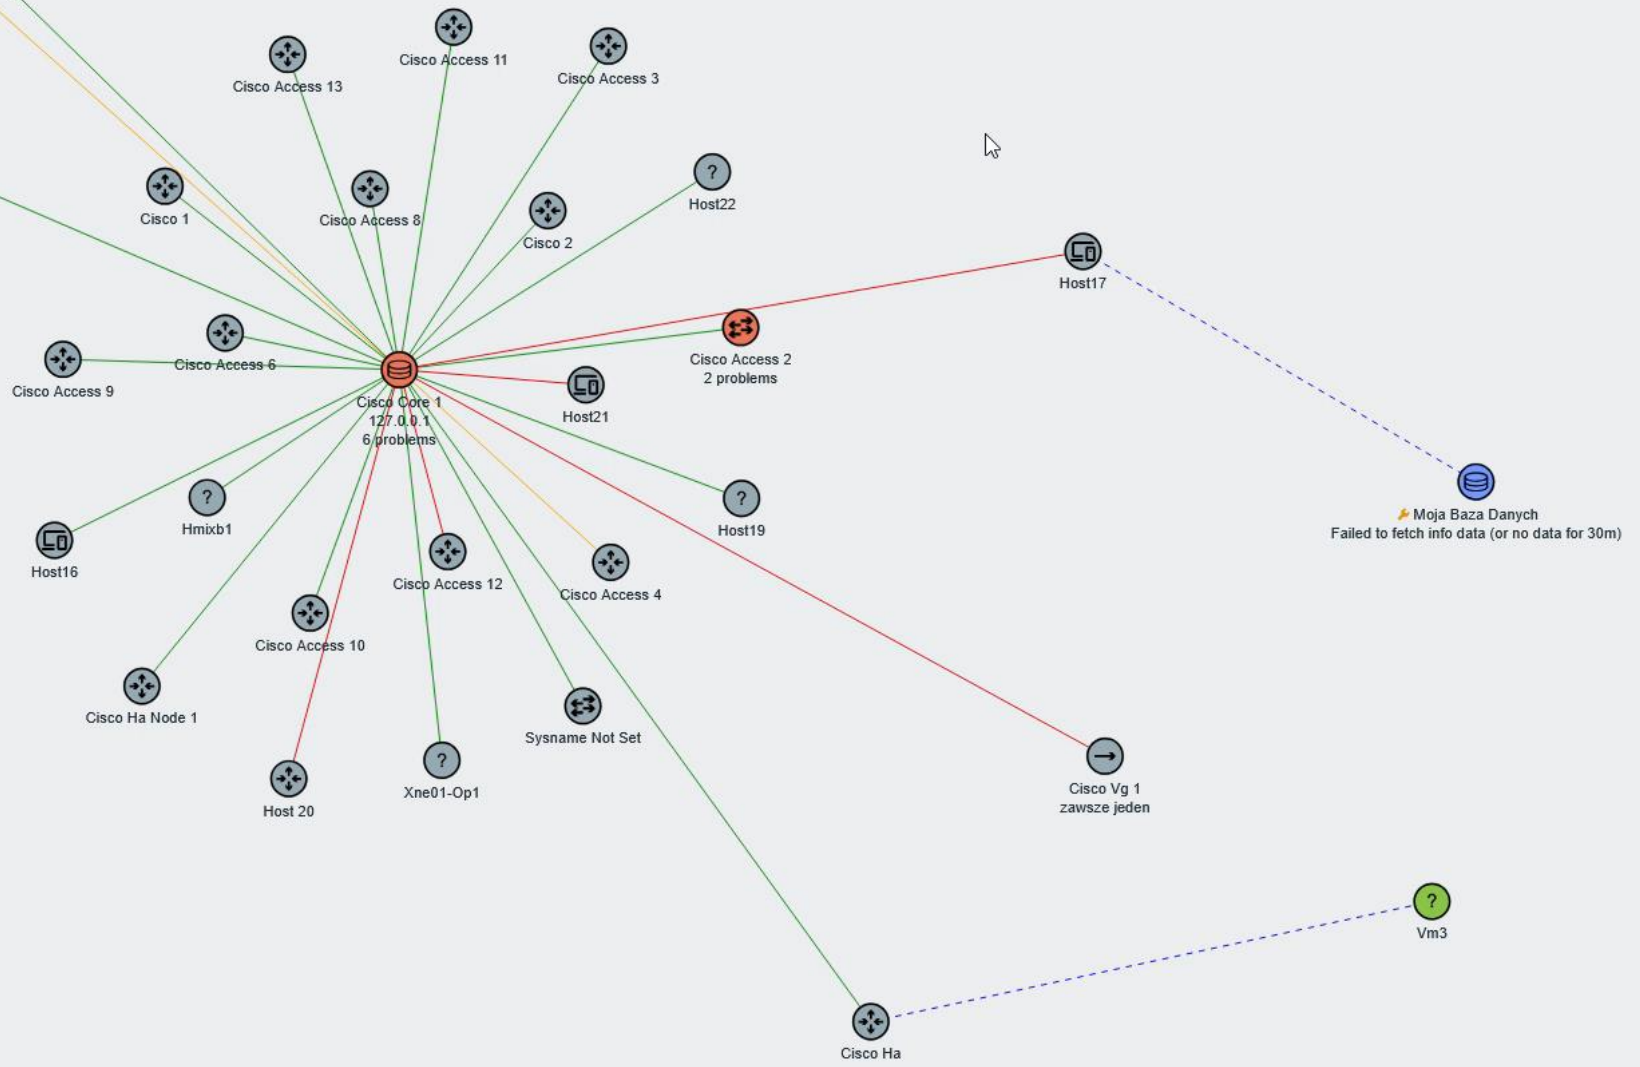 Cisco Access 11
Cisco Access 13
Cisco Access 3
Cisco 1
Cisco Access 8
Cisco 2
?
Host22
Host17
Cisco Access 6
Cisco Access 9
Cisco Access 2
2 problems
Host21
Cisco Core 1
127.0.0.1
6 problems
?
Hmixb1
?
Host19
Moja Baza Danych
Failed to fetch info data (or no data for 30m)
Host16
Cisco Access 12
Cisco Access 4
Cisco Access 10
Cisco Ha Node 1
Sysname Not Set
?
Xne01-Op1
Host 20
Cisco Vg 1
zawsze jeden
?
Vm3
Cisco Ha